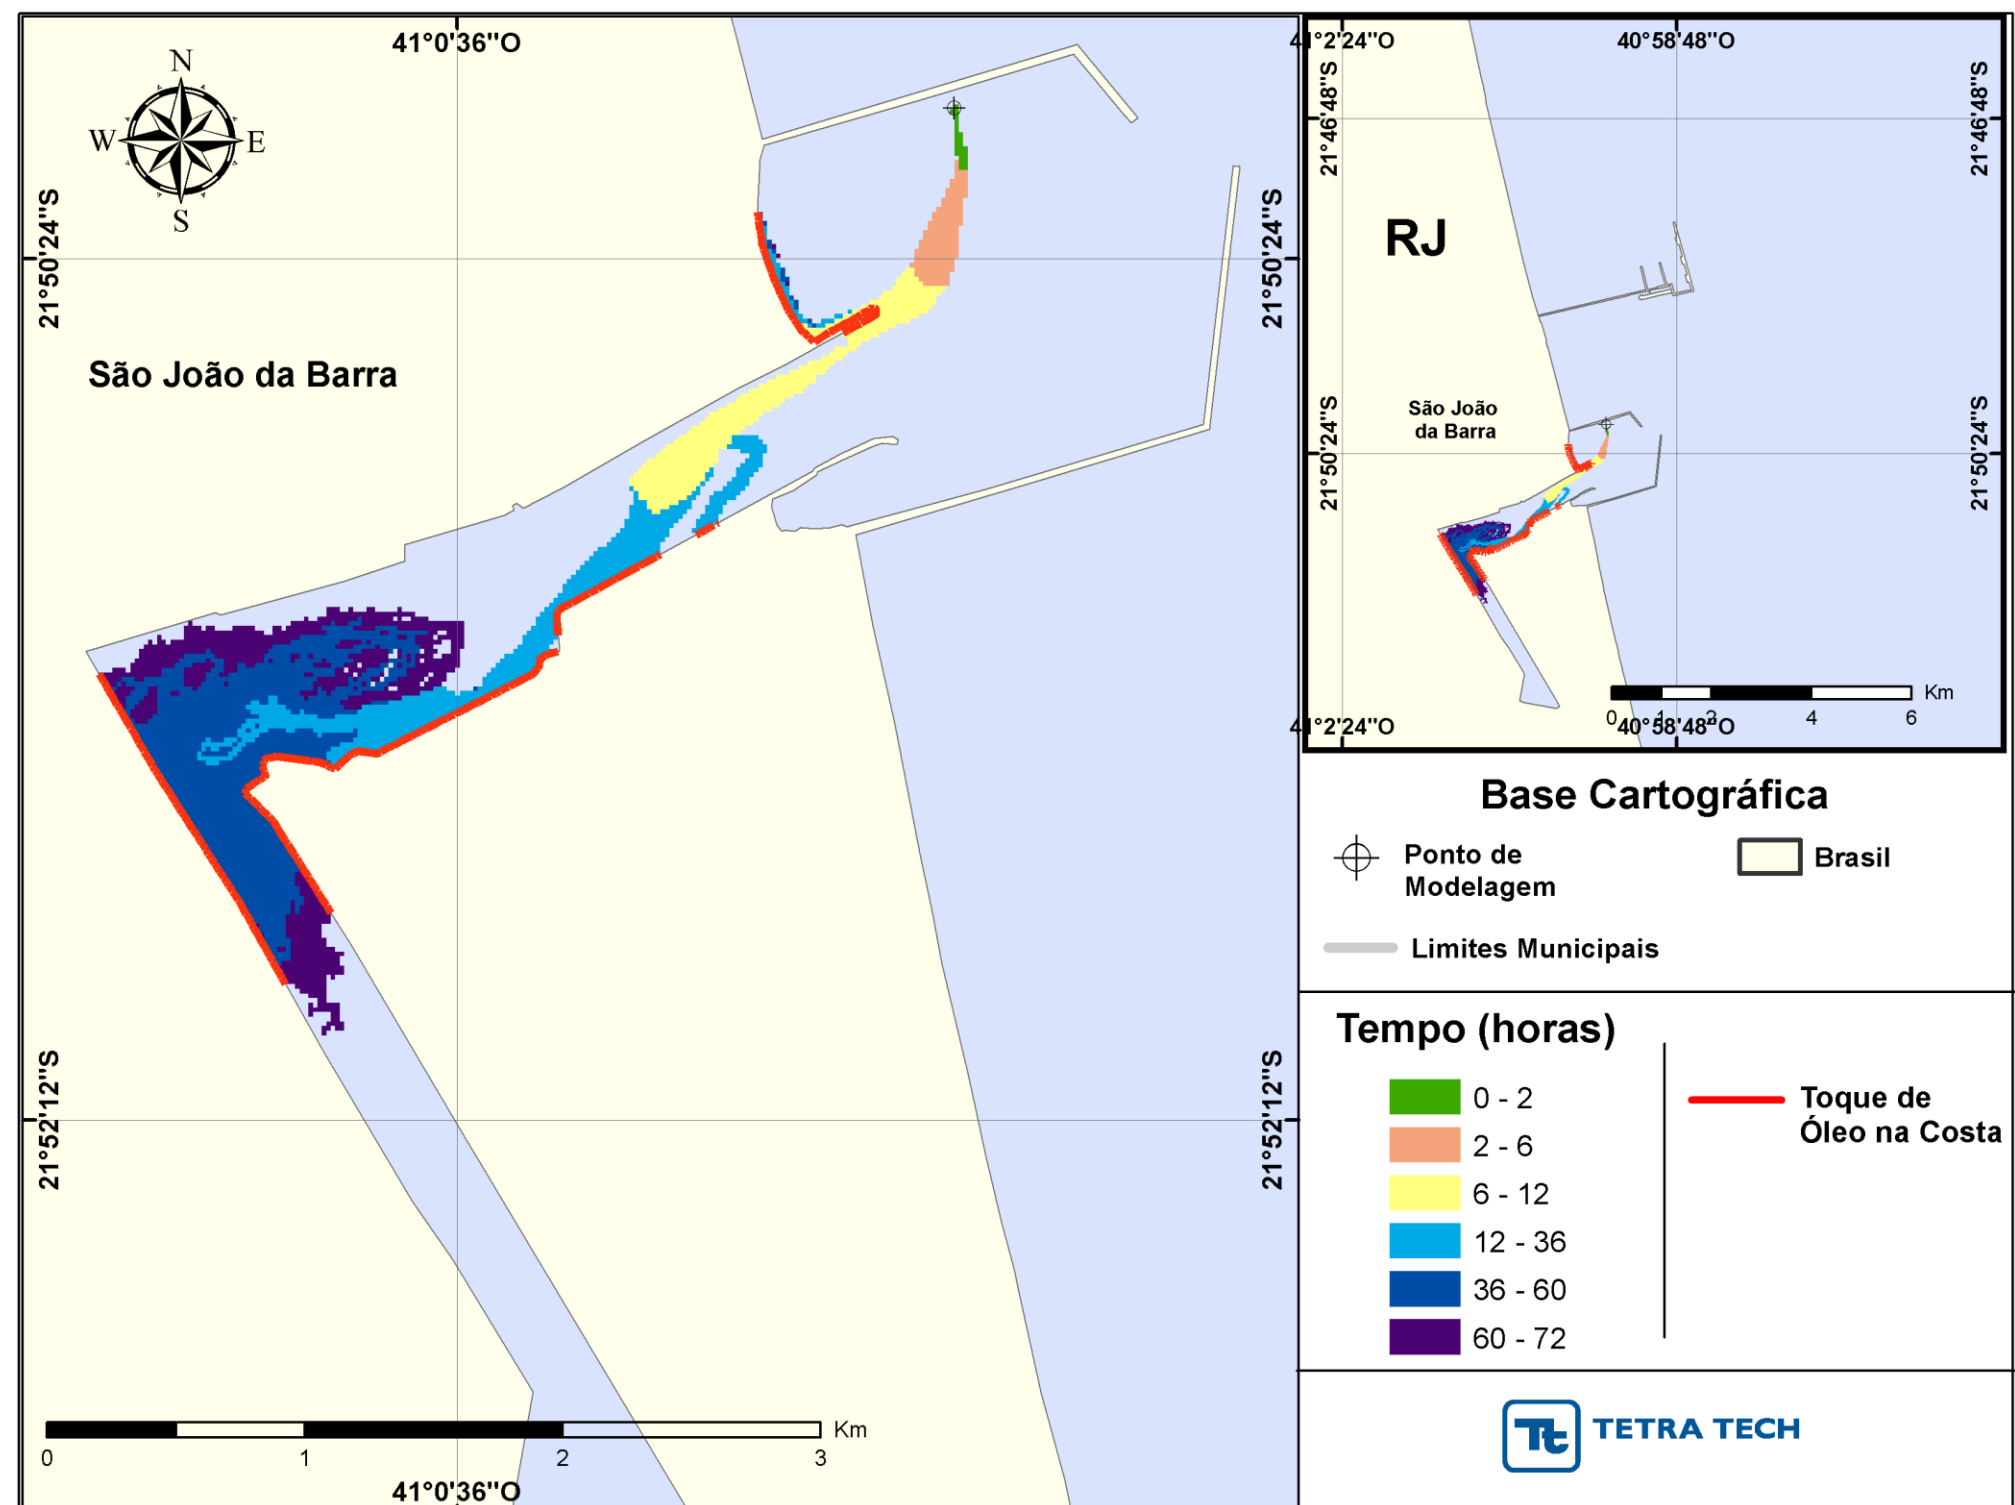 41°0'36"O
N
W
E
S
21°50'24"S
21°50'24"S
São João da Barra
21°52'12"S
21°52'12"S
Km
0
1
2
3
41°0'36"O
41°2'24"O
40°58'48"O
21°46'48"S
21°46'48"S
RJ
São João
da Barra
21°50'24"S
21°50'24"S
Km
0
1
2
4
6
41°2'24"O
40°58'48"O
Base Cartográfica
Ponto de
Modelagem
Brasil
Limites Municipais
Tempo (horas)
0 - 2
2 - 6
6 - 12
12 - 36
36 - 60
60 - 72
Toque de
Óleo na Costa
Tt
TETRA TECH